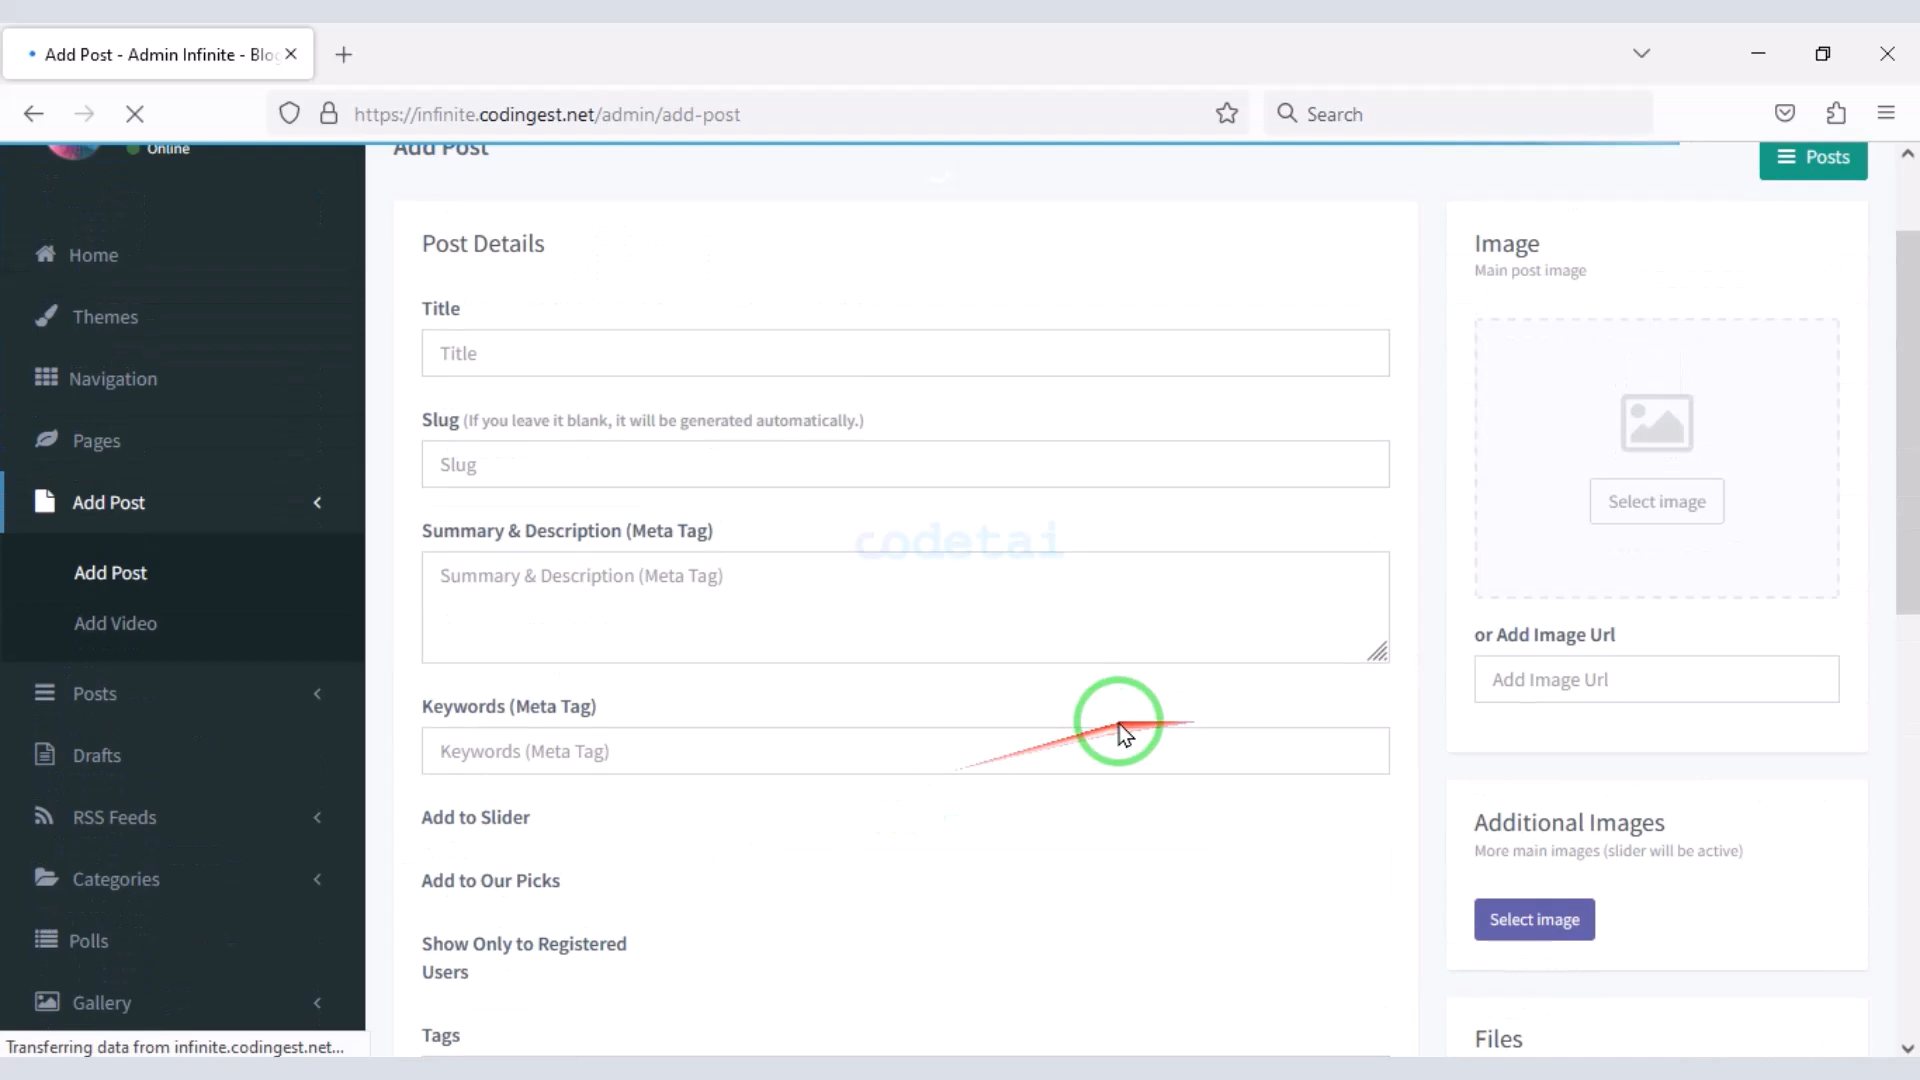 Add Post - Admin Infinite - Blo
https://infinite.codingest.net/admin/add-post
Search
Online
Home
Themes
Navigation
Pages
Add Post
Add Post
Add Video
Posts
Drafts
RSS Feeds
Categories
Polls
Gallery
Transferring data from infinite.codingest.net...
Add Post
Posts
Post Details
Title
Title
Slug (If you leave it blank, it will be generated automatically.)
Slug
Summary & Description (Meta Tag)
codetai
Summary & Description (Meta Tag)
Keywords (Meta Tag)
Keywords (Meta Tag)
Add to Slider
Add to Our Picks
Show Only to Registered
Users
Tags
Image
Main post image
Select image
or Add Image Url
Add Image Url
Additional Images
More main images (slider will be active)
Select image
Files